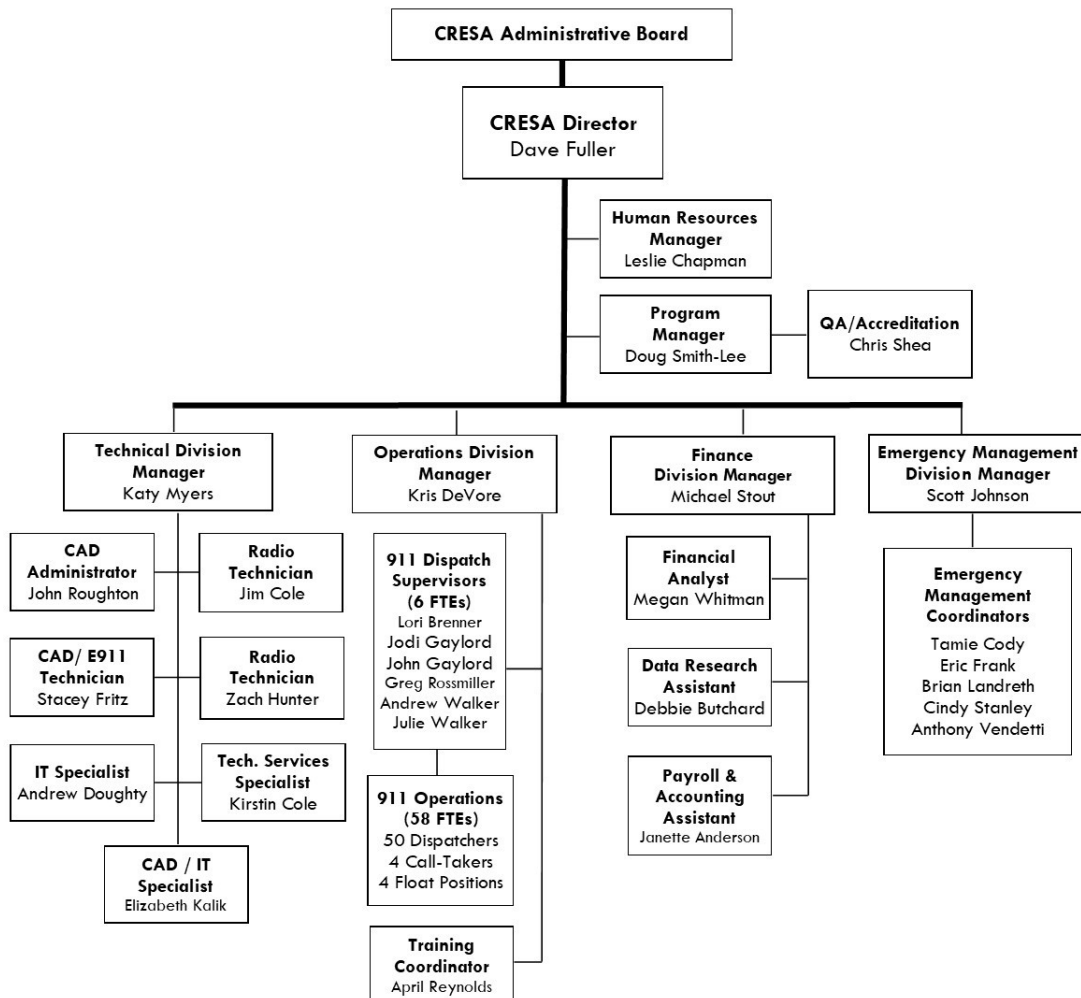 CRESA Administrative Board
CRESA Director
Dave Fuller
Human Resources
Manager
Leslie Chapman
Program
Manager
Doug Smith-Lee
QA/Accreditation
Chris Shea
Technical Division
Manager
Katy Myers
Operations Division
Manager
Kris DeVore
Finance
Division Manager
Michael Stout
Emergency Management
Division Manager
Scott Johnson
CAD
Administrator
John Roughton
Radio
Technician
Jim Cole
CAD/ E911
Technician
Stacey Fritz
Radio
Technician
Zach Hunter
IT Specialist
Andrew Doughty
Tech. Services
Specialist
Kirstin Cole
CAD / IT
Specialist
Elizabeth Kalik
911 Dispatch
Supervisors
(6 FTEs)
Lori Brenner
Jodi Gaylord
John Gaylord
Greg Rossmiller
Andrew Walker
Julie Walker
911 Operations
(58 FTEs)
50 Dispatchers
4 Call-Takers
4 Float Positions
Training
Coordinator
April Reynolds
Financial
Analyst
Megan Whitman
Data Research
Assistant
Debbie Butchard
Payroll &
Accounting
Assistant
Janette Anderson
Emergency
Management
Coordinators
Tamie Cody
Eric Frank
Brian Landreth
Cindy Stanley
Anthony Vendetti